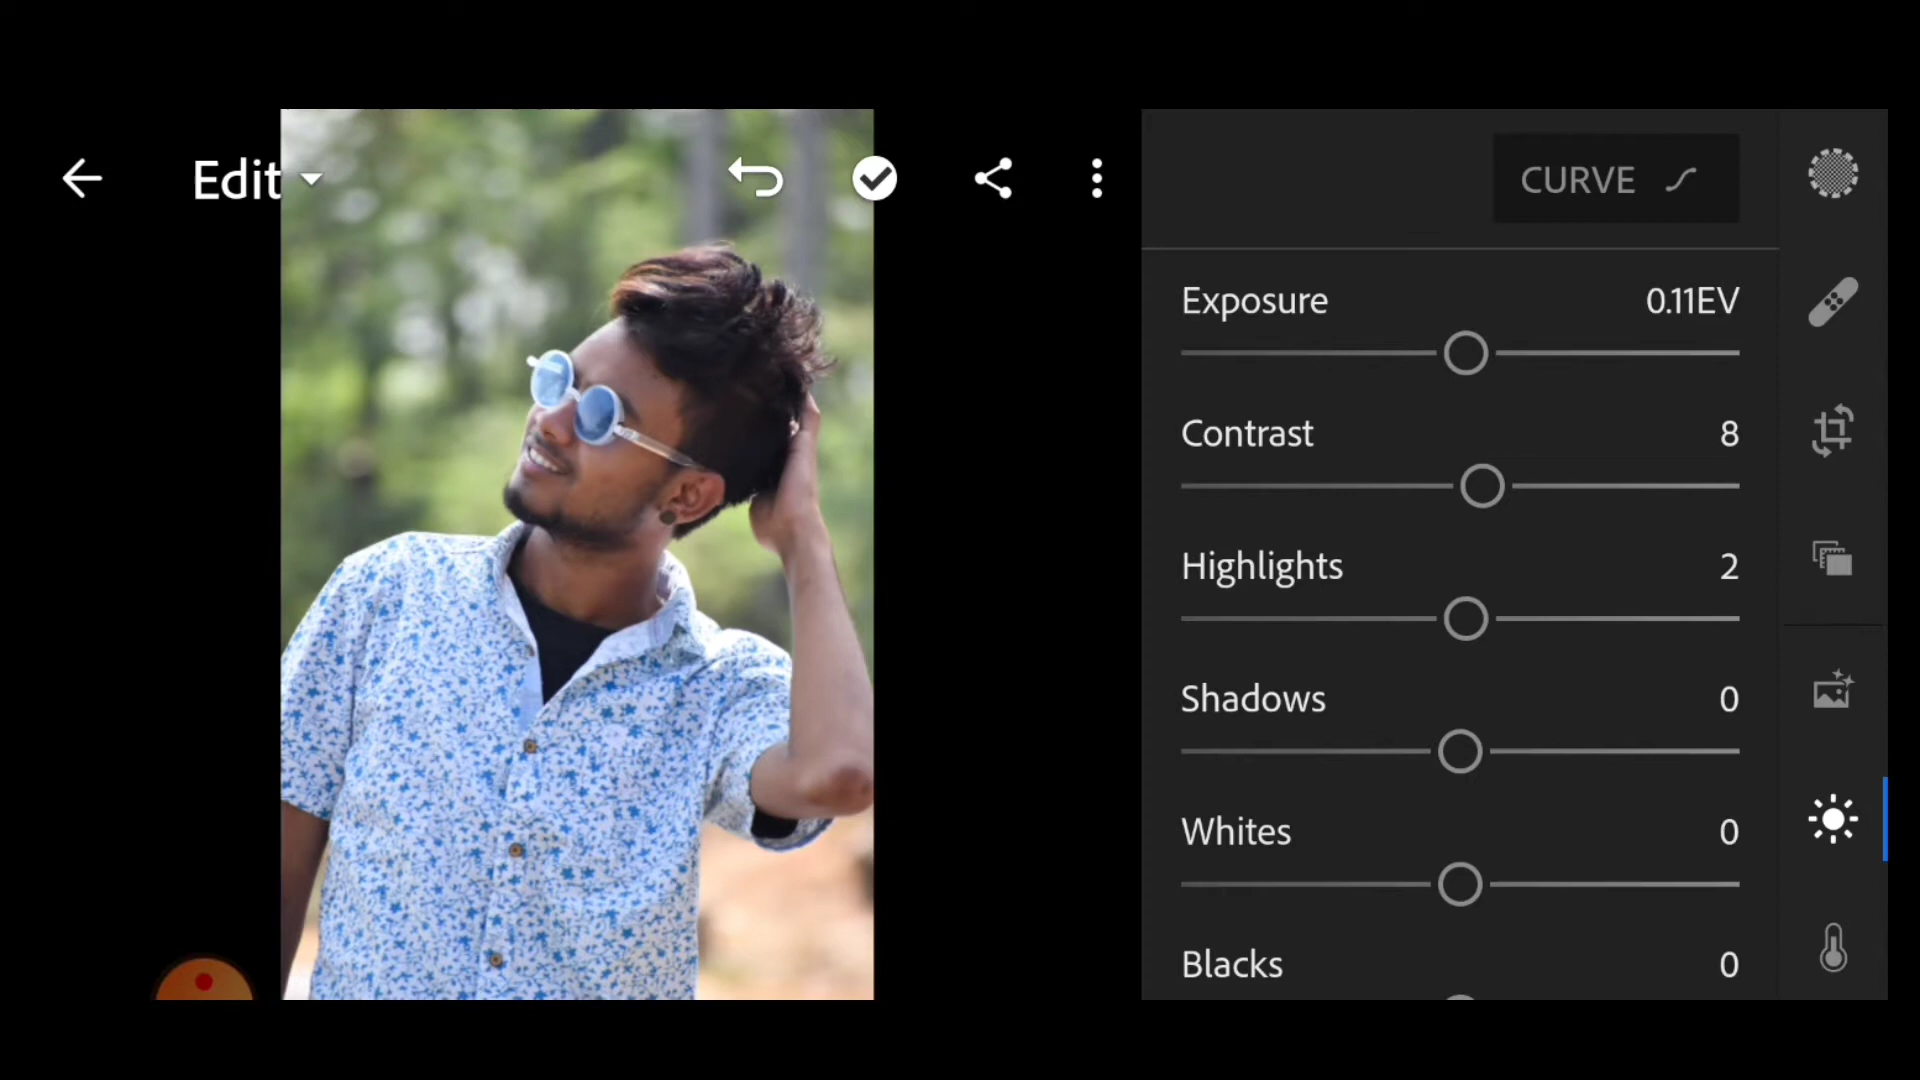 Edit
CURVE
Exposure 0.11EV
Contrast 8
Highlights 2
Shadows 0
Whites 0
Blacks 0